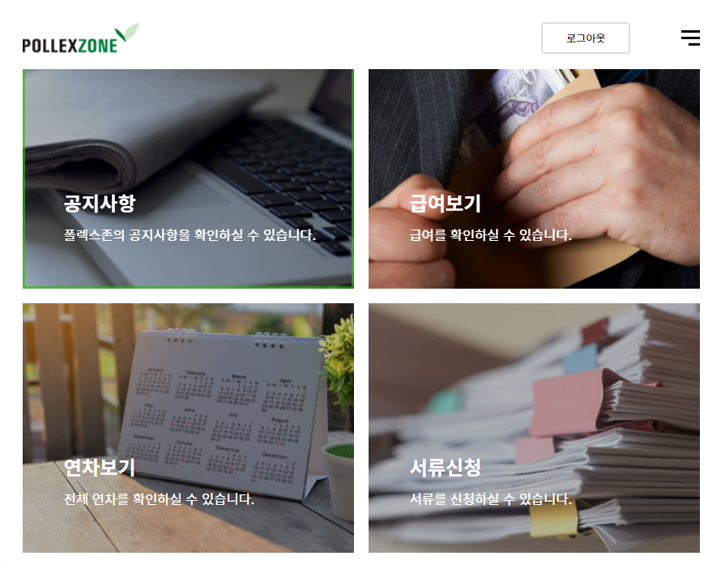 POLLEXZONE
로그아웃
공지사항
폴렉스존의 공지사항을 확인하실 수 있습니다.
급여보기
급여를 확인하실 수 있습니다.
연차보기
전체 연차를 확인하실 수 있습니다.
서류신청
서류를 신청하실 수 있습니다.